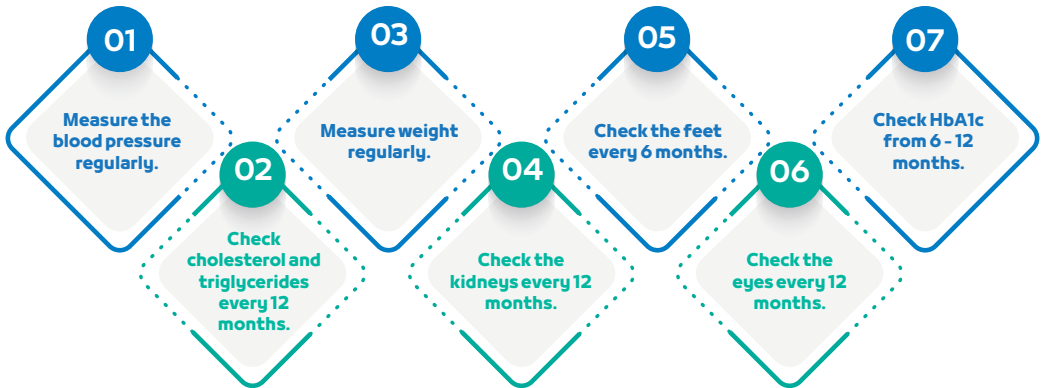 01
Measure the
blood pressure
regularly.
02
Check
cholesterol and
triglycerides
every 12
months.
03
Measure weight
regularly.
04
Check the
kidneys every 12
months.
05
Check the feet
every 6 months.
06
Check the
eyes every 12
months.
07
Check HbA1c
from 6 - 12
months.